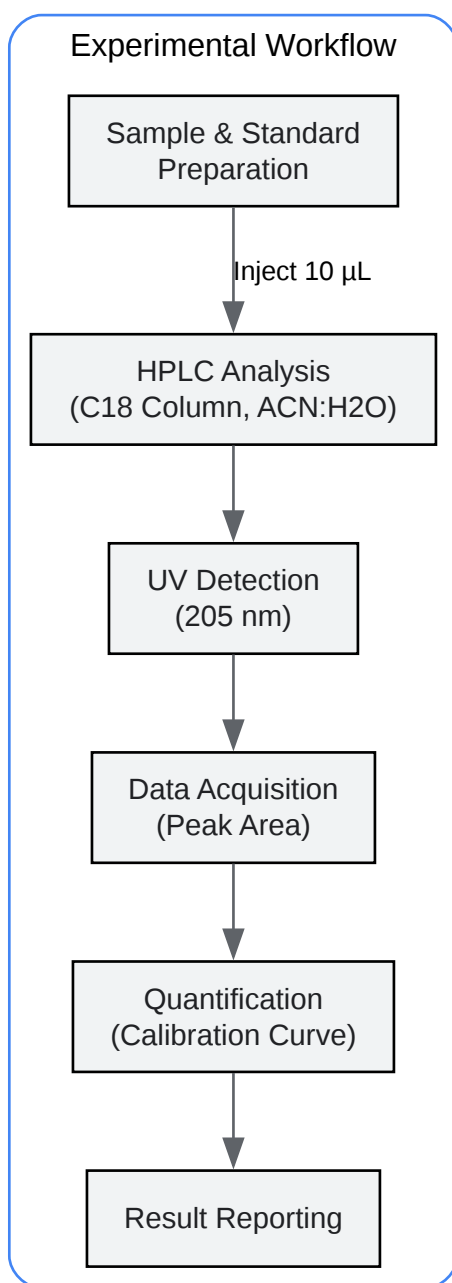 Experimental Workflow
Sample & Standard
Preparation
Inject 10 µL
HPLC Analysis
(C18 Column, ACN:H2O)
UV Detection
(205 nm)
Data Acquisition
(Peak Area)
Quantification
(Calibration Curve)
Result Reporting